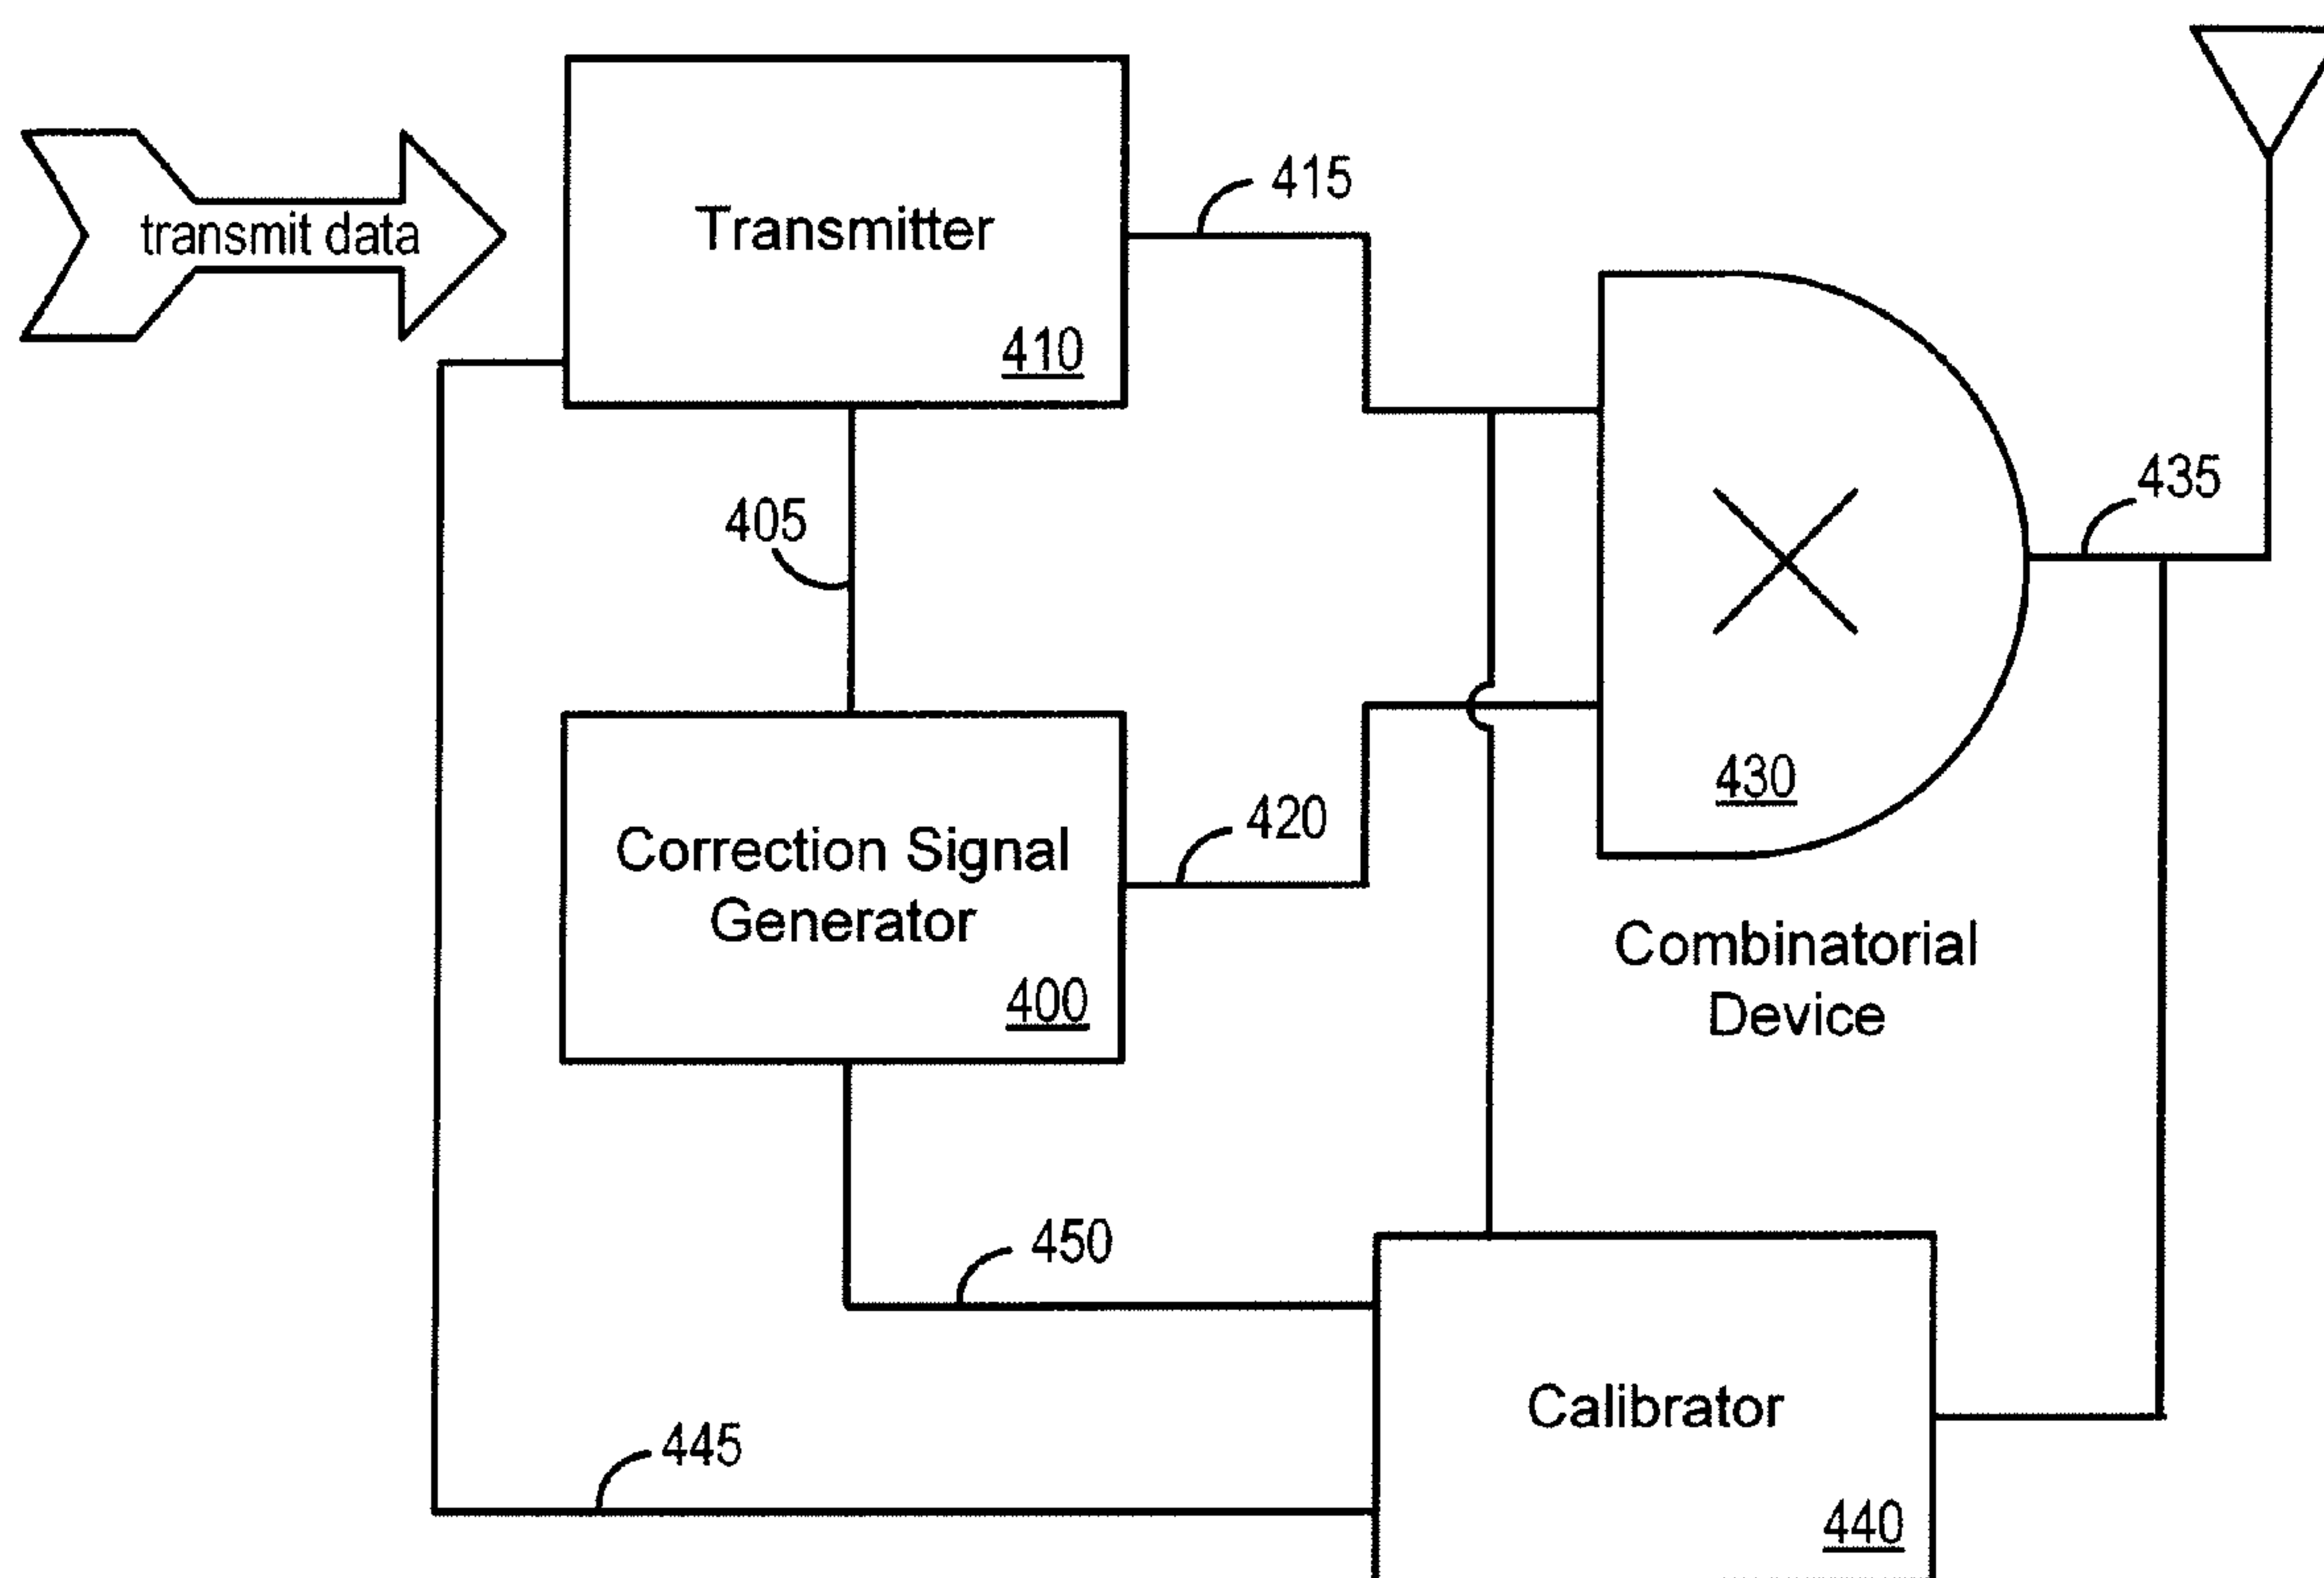 transmit data
Transmitter
410
415
405
435
430
Combinatorial
Device
Correction Signal
Generator
400
420
450
445
Calibrator
440